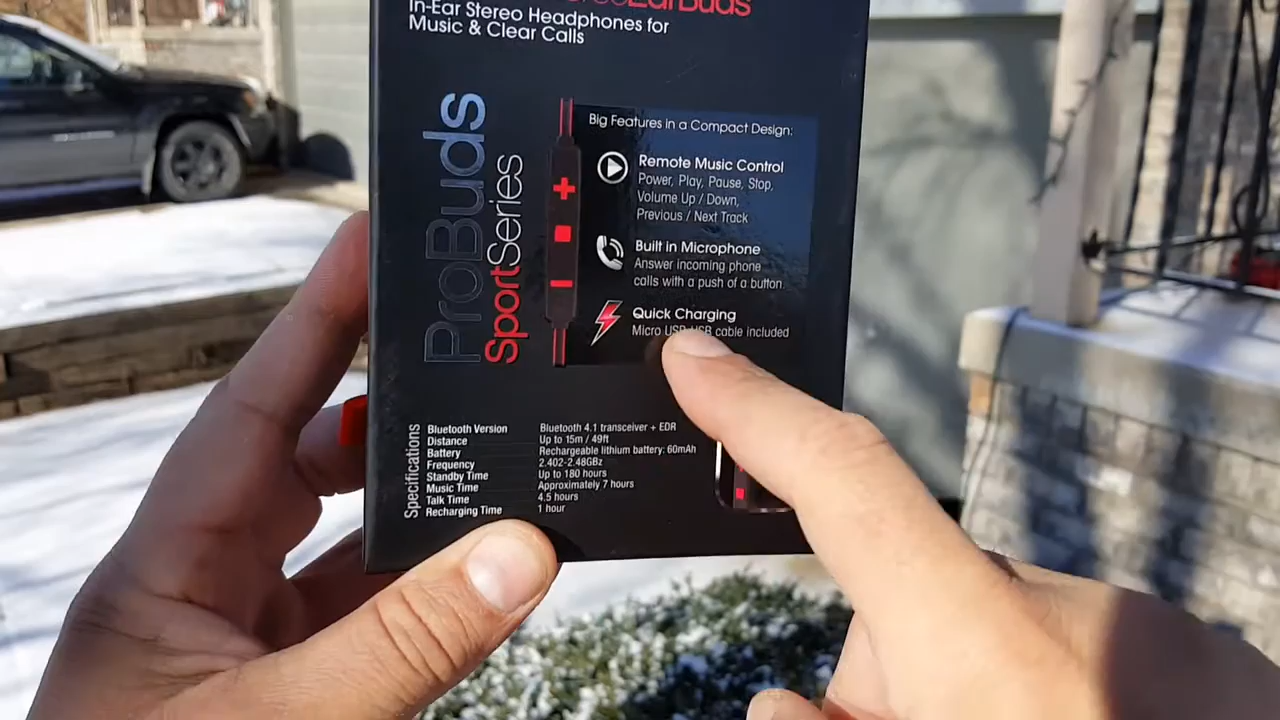 EarBuds
In-Ear Stereo Headphones for
Music & Clear Calls
ProBuds
SportSeries
Big Features in a Compact Design:
Remote Music Control
Power, Play, Pause, Stop,
Volume Up / Down,
Previous / Next Track
Built in Microphone
Answer incoming phone
calls with a push of a button.
Quick Charging
Micro USB-USB cable included
Specifications
Bluetooth Version Bluetooth 4.1 transceiver + EDR
Distance Up to 15m / 49ft
Battery Rechargeable lithium battery: 60mAh
Frequency 2.402-2.48GBz
Standby Time Up to 180 hours
Music Time Approximately 7 hours
Talk Time 4.5 hours
Recharging Time 1 hour